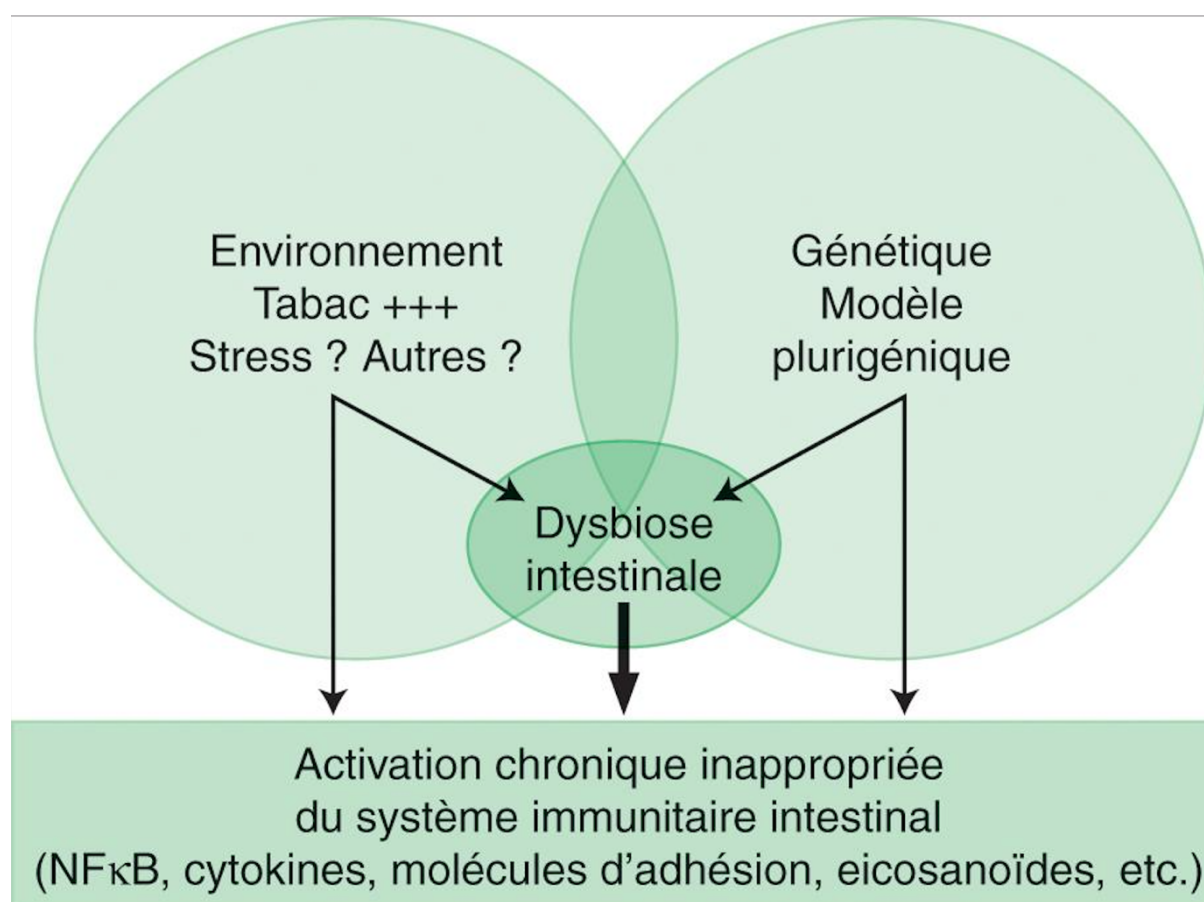 Environnement
Tabac +++
Stress ? Autres ?
Génétique
Modèle
plurigénique
Dysbiose
intestinale
Activation chronique inappropriée
du système immunitaire intestinal
(NFκB, cytokines, molécules d’adhésion, eicosanoïdes, etc.)